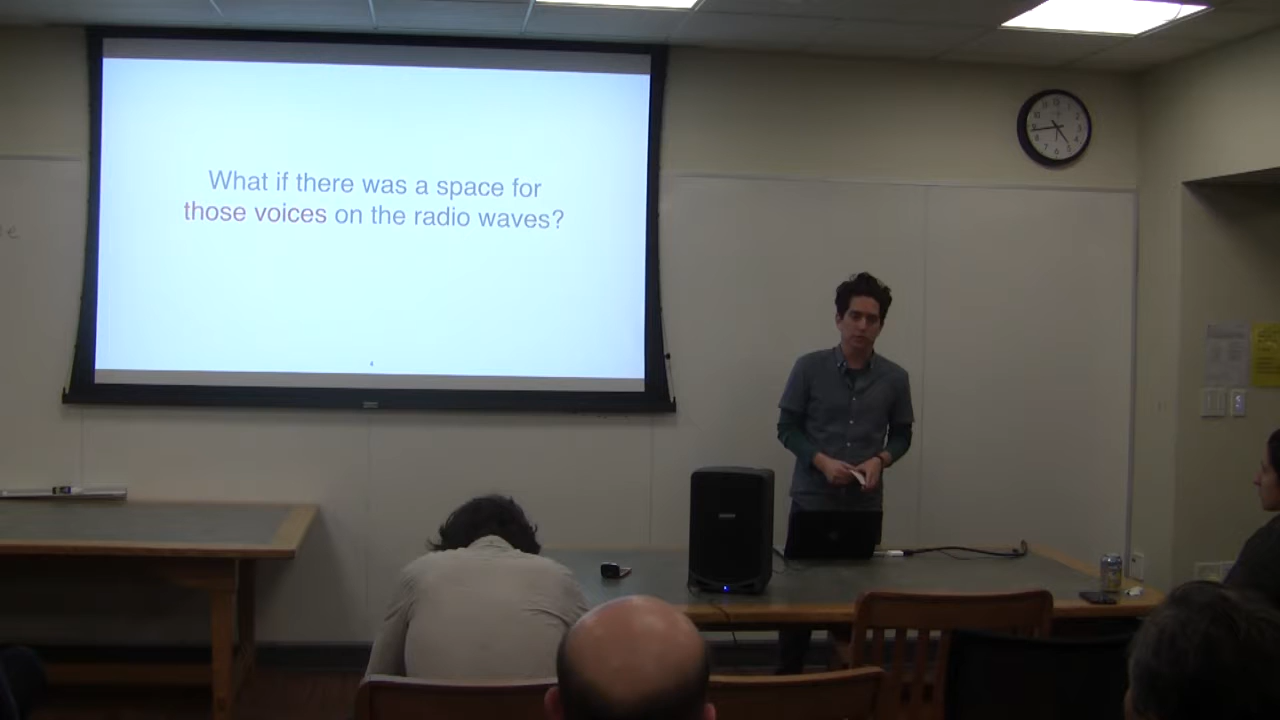 What if there was a space for
those voices on the radio waves?